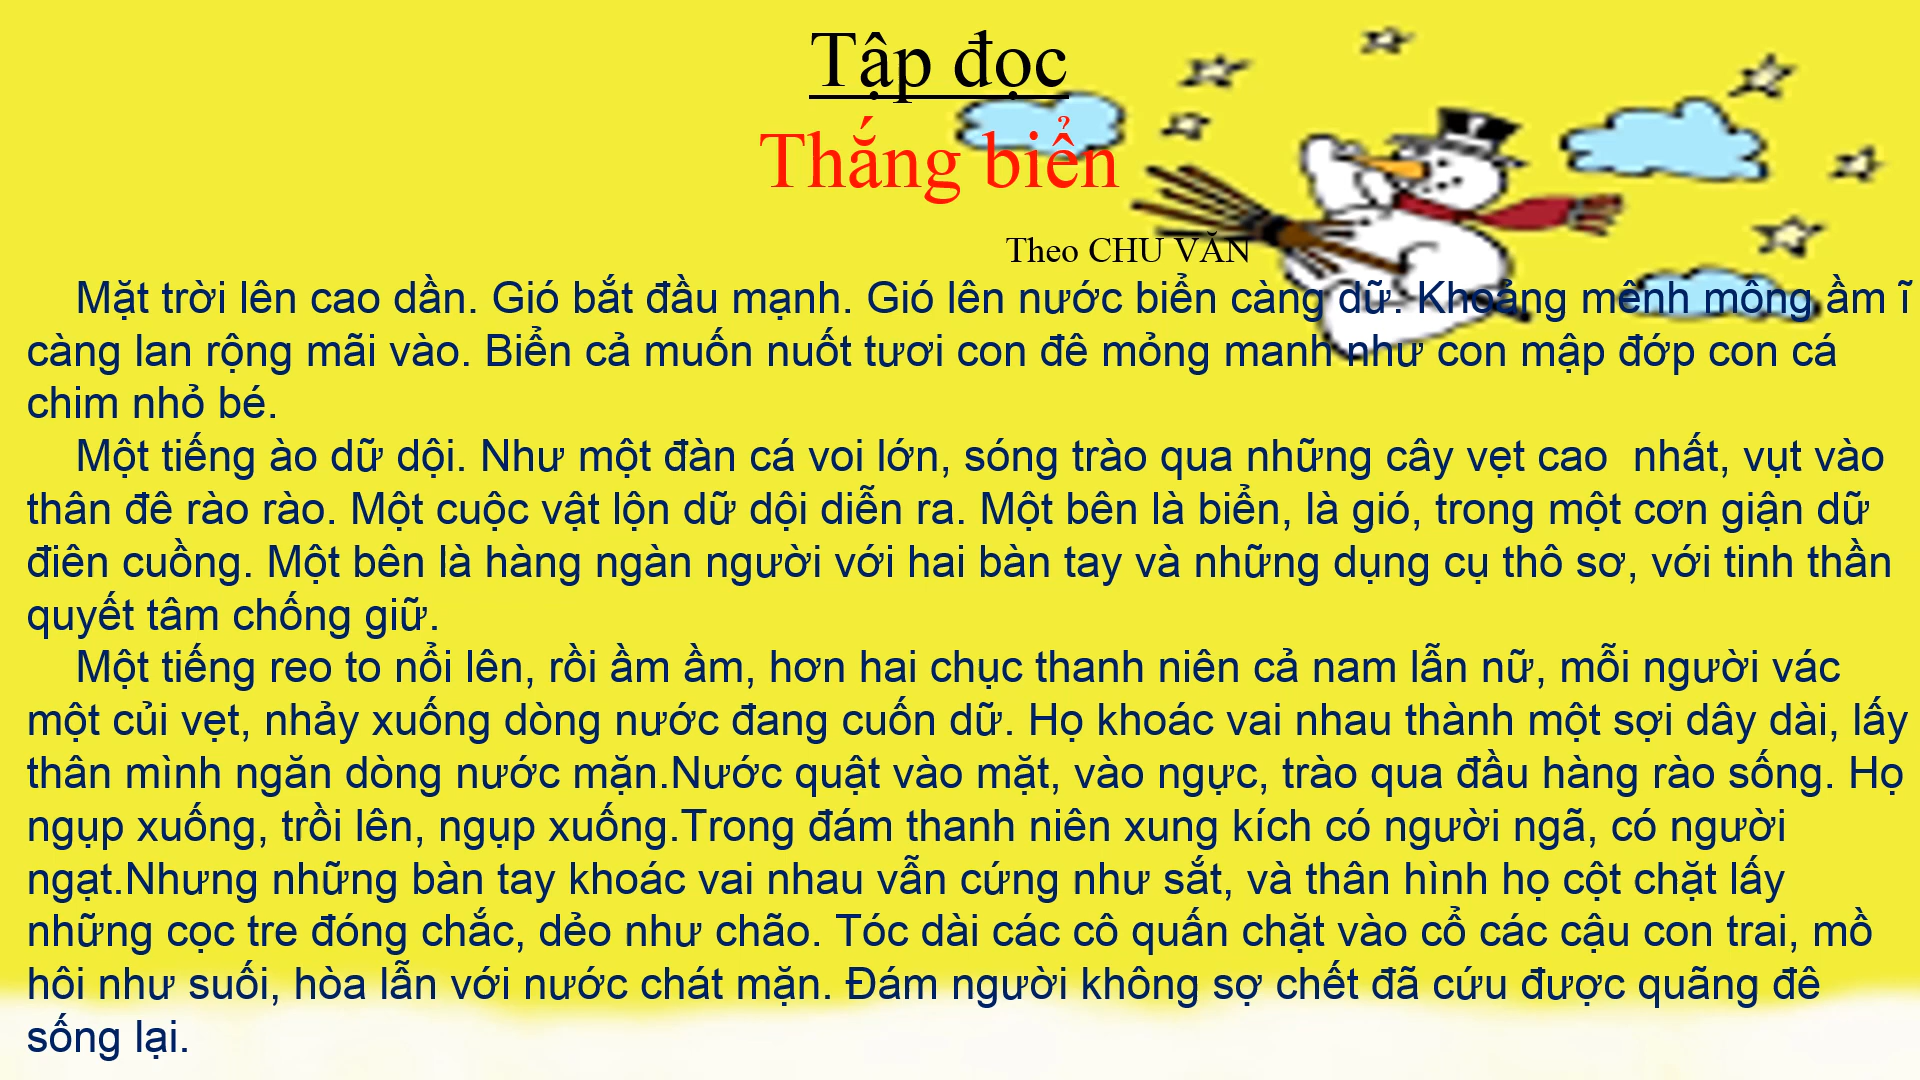 Tập đọc
Thắng biển
Theo CHU VĂN
Mặt trời lên cao dần. Gió bắt đầu mạnh. Gió lên nước biển càng dữ. Khoảng mênh mông ầm ĩ
càng lan rộng mãi vào. Biển cả muốn nuốt tươi con đê mỏng manh như con mập đớp con cá
chim nhỏ bé.
Một tiếng ào dữ dội. Như một đàn cá voi lớn, sóng trào qua những cây vẹt cao nhất, vụt vào
thân đê rào rào. Một cuộc vật lộn dữ dội diễn ra. Một bên là biển, là gió, trong một cơn giận dữ
điên cuồng. Một bên là hàng ngàn người với hai bàn tay và những dụng cụ thô sơ, với tinh thần
quyết tâm chống giữ.
Một tiếng reo to nổi lên, rồi ầm ầm, hơn hai chục thanh niên cả nam lẫn nữ, mỗi người vác
một củi vẹt, nhảy xuống dòng nước đang cuốn dữ. Họ khoác vai nhau thành một sợi dây dài, lấy
thân mình ngăn dòng nước mặn.Nước quật vào mặt, vào ngực, trào qua đầu hàng rào sống. Họ
ngụp xuống, trồi lên, ngụp xuống.Trong đám thanh niên xung kích có người ngã, có người
ngạt.Nhưng những bàn tay khoác vai nhau vẫn cứng như sắt, và thân hình họ cột chặt lấy
những cọc tre đóng chắc, dẻo như chão. Tóc dài các cô quấn chặt vào cổ các cậu con trai, mồ
hôi như suối, hòa lẫn với nước chát mặn. Đám người không sợ chết đã cứu được quãng đê
sống lại.